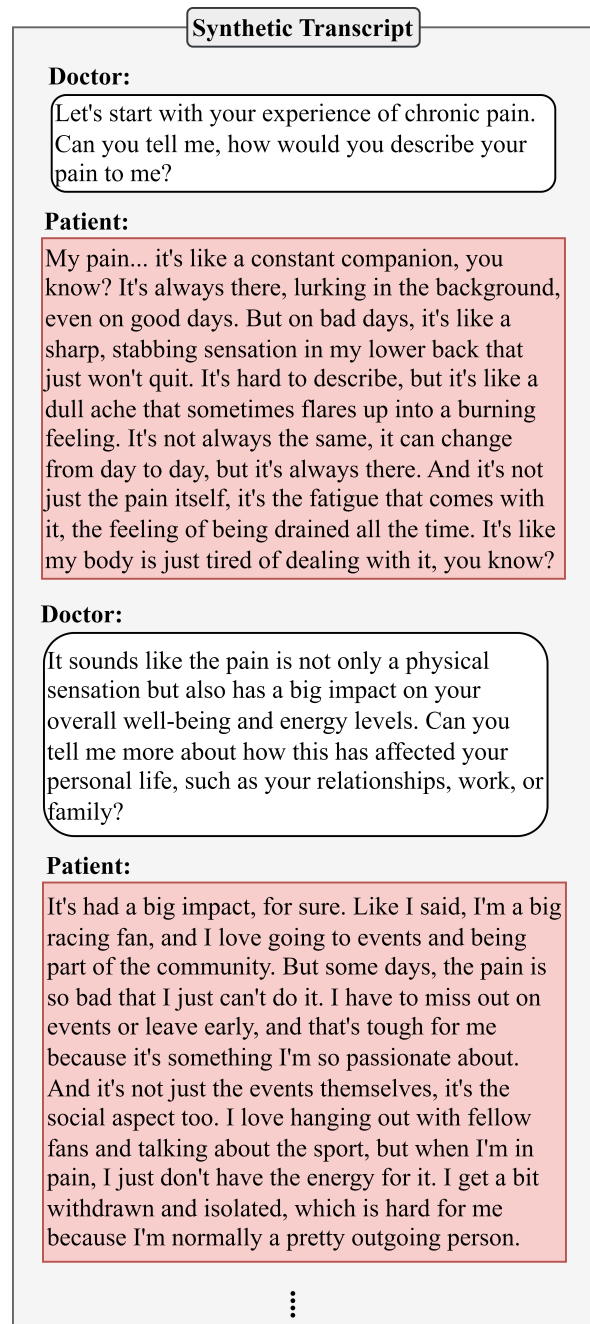 Synthetic Transcript
Doctor:
Let's start with your experience of chronic pain.
Can you tell me, how would you describe your
pain to me?
Patient:
My pain... it's like a constant companion, you
know? It's always there, lurking in the background,
even on good days. But on bad days, it's like a
sharp, stabbing sensation in my lower back that
just won't quit. It's hard to describe, but it's like a
dull ache that sometimes flares up into a burning
feeling. It's not always the same, it can change
from day to day, but it's always there. And it's not
just the pain itself, it's the fatigue that comes with
it, the feeling of being drained all the time. It's like
my body is just tired of dealing with it, you know?
Doctor:
It sounds like the pain is not only a physical
sensation but also has a big impact on your
overall well-being and energy levels. Can you
tell me more about how this has affected your
personal life, such as your relationships, work, or
family?
Patient:
It's had a big impact, for sure. Like I said, I'm a big
racing fan, and I love going to events and being
part of the community. But some days, the pain is
so bad that I just can't do it. I have to miss out on
events or leave early, and that's tough for me
because it's something I'm so passionate about.
And it's not just the events themselves, it's the
social aspect too. I love hanging out with fellow
fans and talking about the sport, but when I'm in
pain, I just don't have the energy for it. I get a bit
withdrawn and isolated, which is hard for me
because I'm normally a pretty outgoing person.